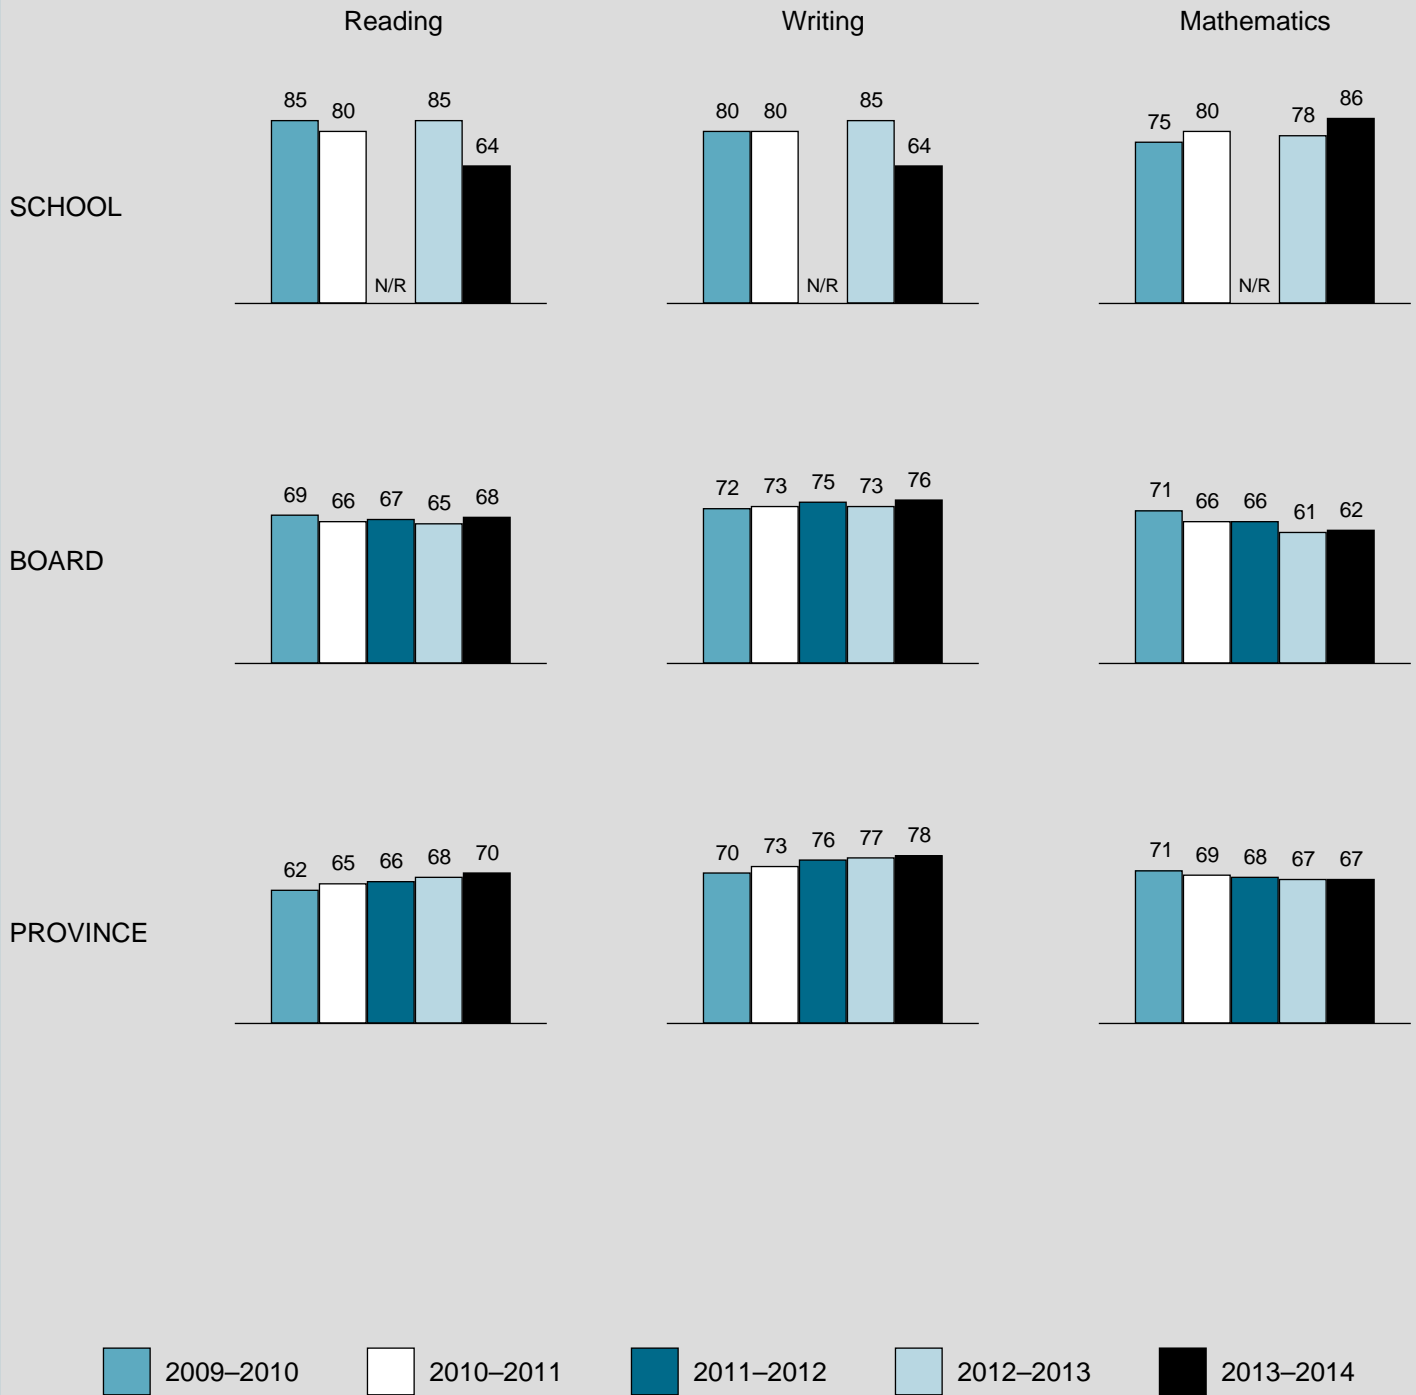 Reading Writing Mathematics
SCHOOL
85 80 N/R 85 64
80 80 N/R 85 64
75 80 N/R 78 86
BOARD
69 66 67 65 68
72 73 75 73 76
71 66 66 61 62
PROVINCE
62 65 66 68 70
70 73 76 77 78
71 69 68 67 67
2009–2010 2010–2011 2011–2012 2012–2013 2013–2014